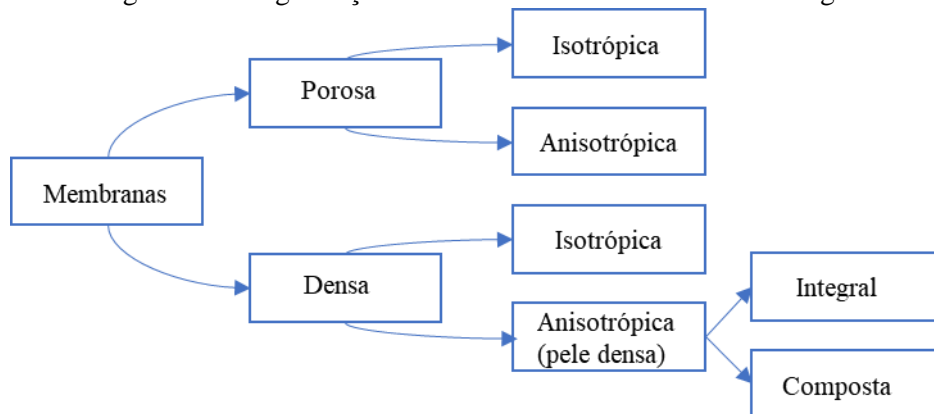 Isotrópica
Porosa
Anisotrópica
Membranas
Isotrópica
Densa
Integral
Anisotrópica
(pele densa)
Composta